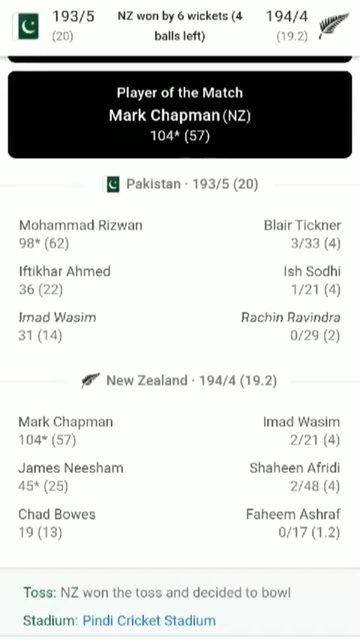 193/5
(20)
NZ won by 6 wickets (4
balls left)
194/4
(19.2)
Player of the Match
Mark Chapman (NZ)
104* (57)
Pakistan · 193/5 (20)
Mohammad Rizwan
98* (62)
Blair Tickner
3/33 (4)
Iftikhar Ahmed
36 (22)
Ish Sodhi
1/21 (4)
Imad Wasim
31 (14)
Rachin Ravindra
0/29 (2)
New Zealand · 194/4 (19.2)
Mark Chapman
104* (57)
Imad Wasim
2/21 (4)
James Neesham
45* (25)
Shaheen Afridi
2/48 (4)
Chad Bowes
19 (13)
Faheem Ashraf
0/17 (1.2)
Toss: NZ won the toss and decided to bowl
Stadium: Pindi Cricket Stadium